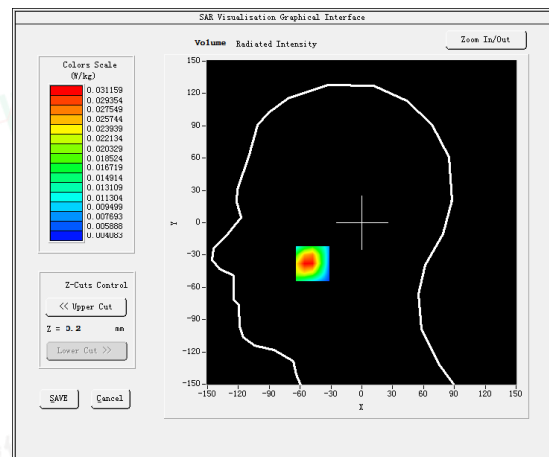 SAR Visualisation Graphical Interface
Volume Radiated Intensity
Zoom In/Out
Colors Scale
(W/kg)
0.031159
0.029354
0.027549
0.025744
0.023939
0.022134
0.020329
0.018524
0.016719
0.014914
0.013109
0.011304
0.009499
0.007693
0.005888
0.004083
Z-Cuts Control
<< Upper Cut
Z = 0.2 mm
Lower Cut >>
SAVE Cancel
150
120
90
60
30
0
-30
-60
-90
-120
-150
Y
-150 -120 -90 -60 -30 0 30 60 90 120 150
X